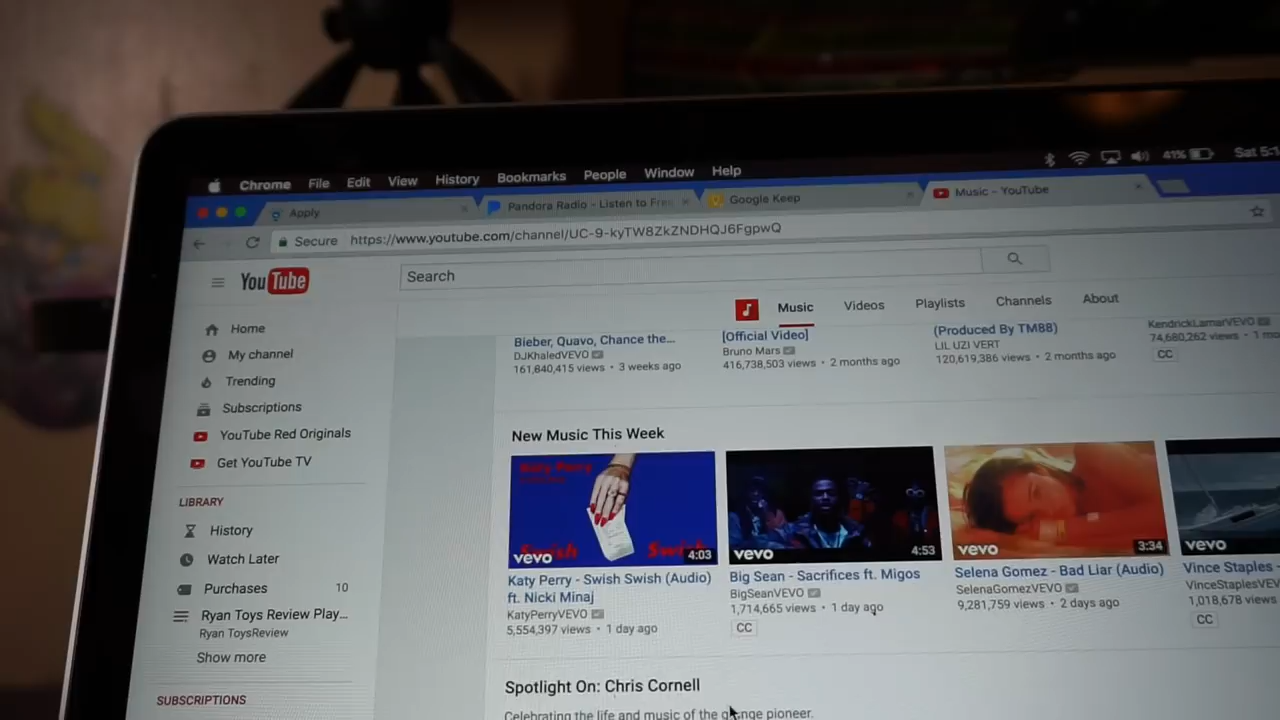 Chrome File Edit View History Bookmarks People Window Help 41% Sat 5:1
Apply Pandora Radio - Listen to Free Google Keep Music - YouTube
Secure https://www.youtube.com/channel/UC-9-kyTW8ZkZNDHQJ6FgpwQ
YouTube
Search
Music Videos Playlists Channels About
Home
My channel
Trending
Subscriptions
YouTube Red Originals
Get YouTube TV
LIBRARY
History
Watch Later
Purchases 10
Ryan Toys Review Play...
Ryan ToysReview
Show more
SUBSCRIPTIONS
Bieber, Quavo, Chance the...
DJKhaledVEVO
161,840,415 views • 3 weeks ago
[Official Video]
Bruno Mars
416,738,503 views • 2 months ago
(Produced By TM88)
LIL UZI VERT
120,619,386 views • 2 months ago
KendrickLamarVEVO
74,680,262 views • 1 mo
CC
New Music This Week
Katy Perry
Swish Swish
vevo 4:03
Katy Perry - Swish Swish (Audio)
ft. Nicki Minaj
KatyPerryVEVO
5,554,397 views • 1 day ago
vevo 4:53
Big Sean - Sacrifices ft. Migos
BigSeanVEVO
1,714,665 views • 1 day ago
CC
vevo 3:34
Selena Gomez - Bad Liar (Audio)
SelenaGomezVEVO
9,281,759 views • 2 days ago
vevo
Vince Staples -
VinceStaplesVE
1,018,678 views
CC
Spotlight On: Chris Cornell
Celebrating the life and music of the pioneer.